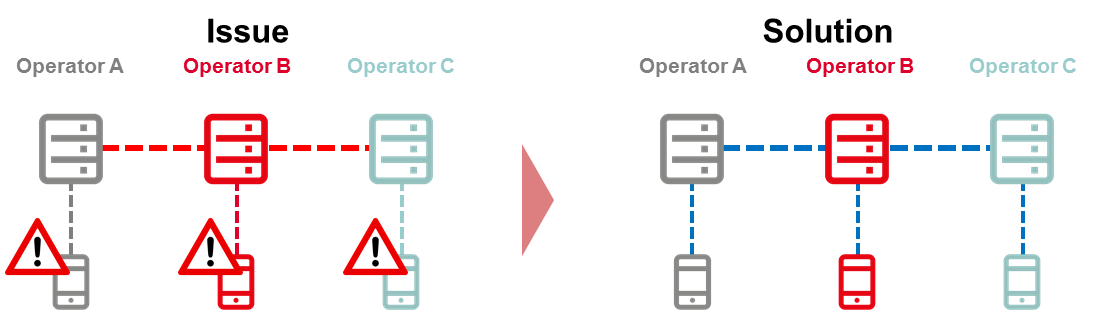 Issue
Operator A
Operator B
Operator C
Solution
Operator A
Operator B
Operator C